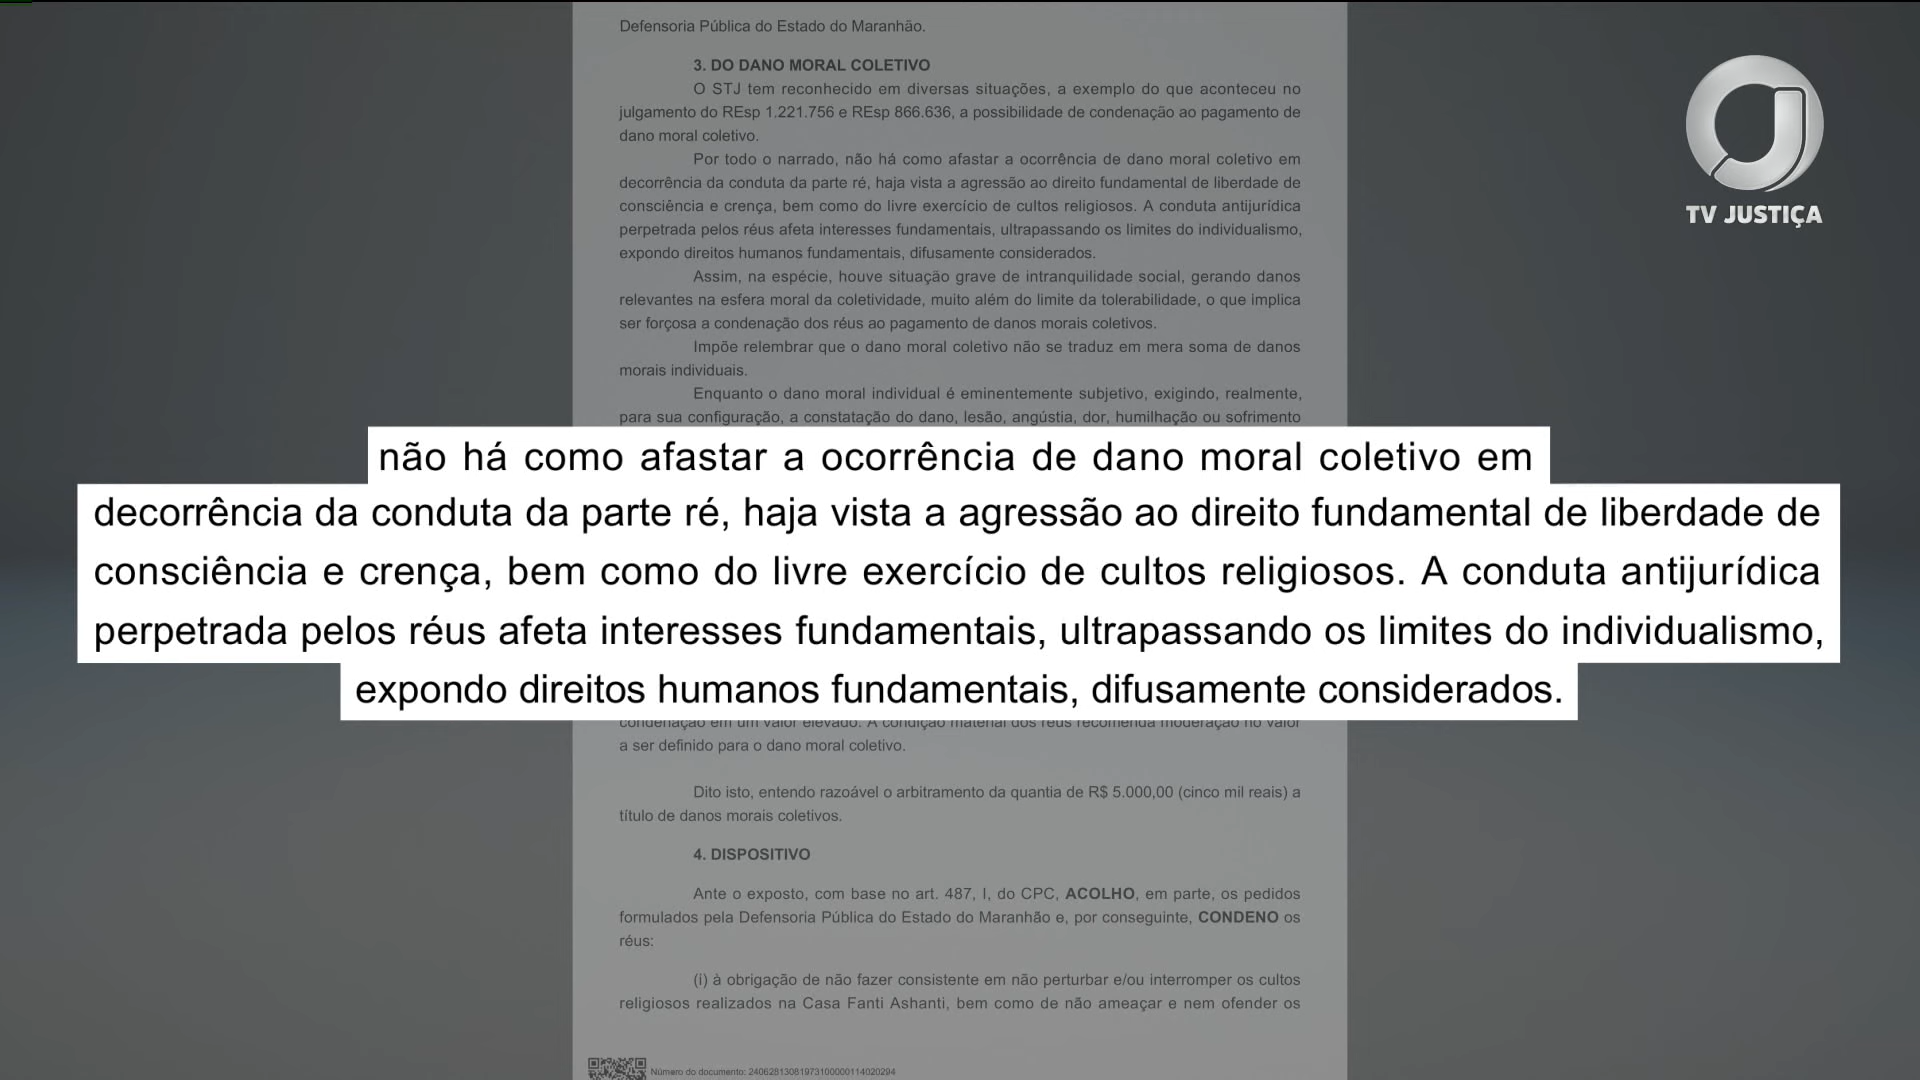 Defensoria Pública do Estado do Maranhão.
3. DO DANO MORAL COLETIVO
O STJ tem reconhecido em diversas situações, a exemplo do que aconteceu no
julgamento do REsp 1.221.756 e REsp 866.636, a possibilidade de condenação ao pagamento de
dano moral coletivo.
Por todo o narrado, não há como afastar a ocorrência de dano moral coletivo em
decorrência da conduta da parte ré, haja vista a agressão ao direito fundamental de liberdade de
consciência e crença, bem como do livre exercício de cultos religiosos. A conduta antijurídica
perpetrada pelos réus afeta interesses fundamentais, ultrapassando os limites do individualismo,
expondo direitos humanos fundamentais, difusamente considerados.
Assim, na espécie, houve situação grave de intranquilidade social, gerando danos
relevantes na esfera moral da coletividade, muito além do limite da tolerabilidade, o que implica
ser forçosa a condenação dos réus ao pagamento de danos morais coletivos.
Impõe relembrar que o dano moral coletivo não se traduz em mera soma de danos
morais individuais.
Enquanto o dano moral individual é eminentemente subjetivo, exigindo, realmente,
para sua configuração, a constatação do dano, lesão, angústia, dor, humilhação ou sofrimento
não há como afastar a ocorrência de dano moral coletivo em
decorrência da conduta da parte ré, haja vista a agressão ao direito fundamental de liberdade de
consciência e crença, bem como do livre exercício de cultos religiosos. A conduta antijurídica
perpetrada pelos réus afeta interesses fundamentais, ultrapassando os limites do individualismo,
expondo direitos humanos fundamentais, difusamente considerados.
condenação em um valor elevado. A condição material dos réus recomenda moderação no valor
a ser definido para o dano moral coletivo.
Dito isto, entendo razoável o arbitramento da quantia de R$ 5.000,00 (cinco mil reais) a
título de danos morais coletivos.
4. DISPOSITIVO
Ante o exposto, com base no art. 487, I, do CPC, ACOLHO, em parte, os pedidos
formulados pela Defensoria Pública do Estado do Maranhão e, por conseguinte, CONDENO os
réus:
(i) à obrigação de não fazer consistente em não perturbar e/ou interromper os cultos
religiosos realizados na Casa Fanti Ashanti, bem como de não ameaçar e nem ofender os
Número do documento: 24062813081973100000114020294
TV JUSTIÇA